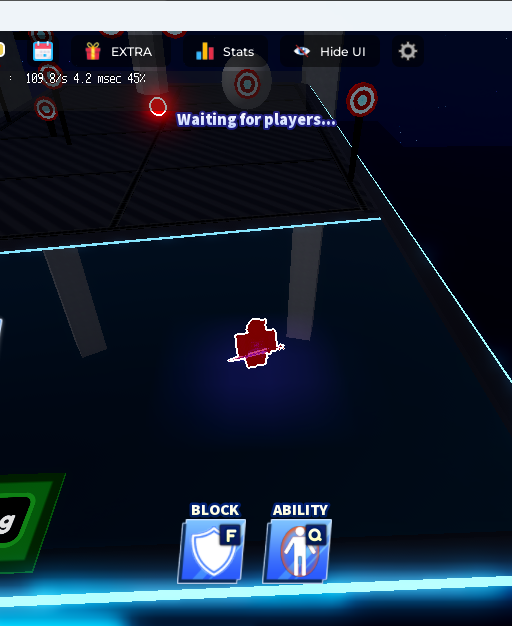 EXTRA
Stats
Hide UI
: 109.8/s 4.2 msec 45%
Waiting for players...
g
BLOCK
ABILITY
F
Q